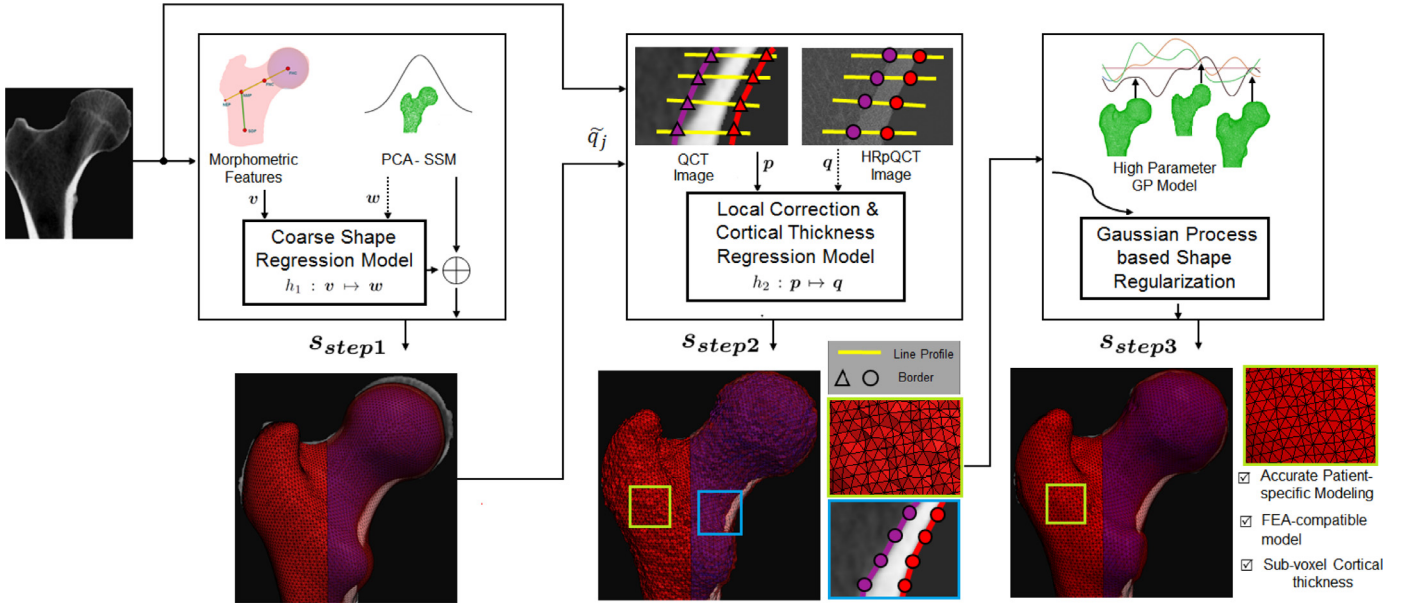 Morphometric
Features
v
PCA - SSM
w
Coarse Shape
Regression Model
h₁ : v ↦ w
s_step1
q̃_j
QCT
Image
p
HRpQCT
Image
q
Local Correction &
Cortical Thickness
Regression Model
h₂ : p ↦ q
s_step2
Line Profile
Border
High Parameter
GP Model
Gaussian Process
based Shape
Regularization
s_step3
☑ Accurate Patient-
specific Modeling
☑ FEA-compatible
model
☑ Sub-voxel Cortical
thickness